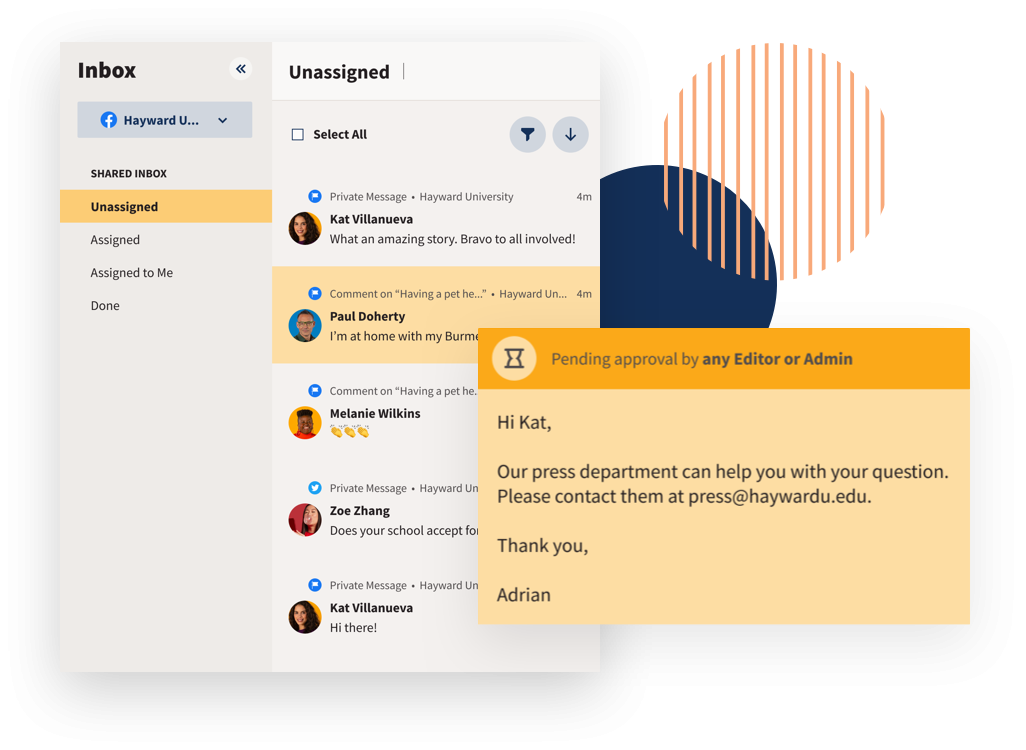 Inbox
Hayward U...
SHARED INBOX
Unassigned
Assigned
Assigned to Me
Done
Unassigned
Select All
Private Message • Hayward University 4m
Kat Villanueva
What an amazing story. Bravo to all involved!
Comment on “Having a pet he...” • Hayward Un... 4m
Paul Doherty
I’m at home with my Burme
Comment on “Having a pet he.
Melanie Wilkins
👏👏👏
Private Message • Hayward Un
Zoe Zhang
Does your school accept for
Private Message • Hayward Un
Kat Villanueva
Hi there!
Pending approval by any Editor or Admin
Hi Kat,
Our press department can help you with your question.
Please contact them at press@haywardu.edu.
Thank you,
Adrian